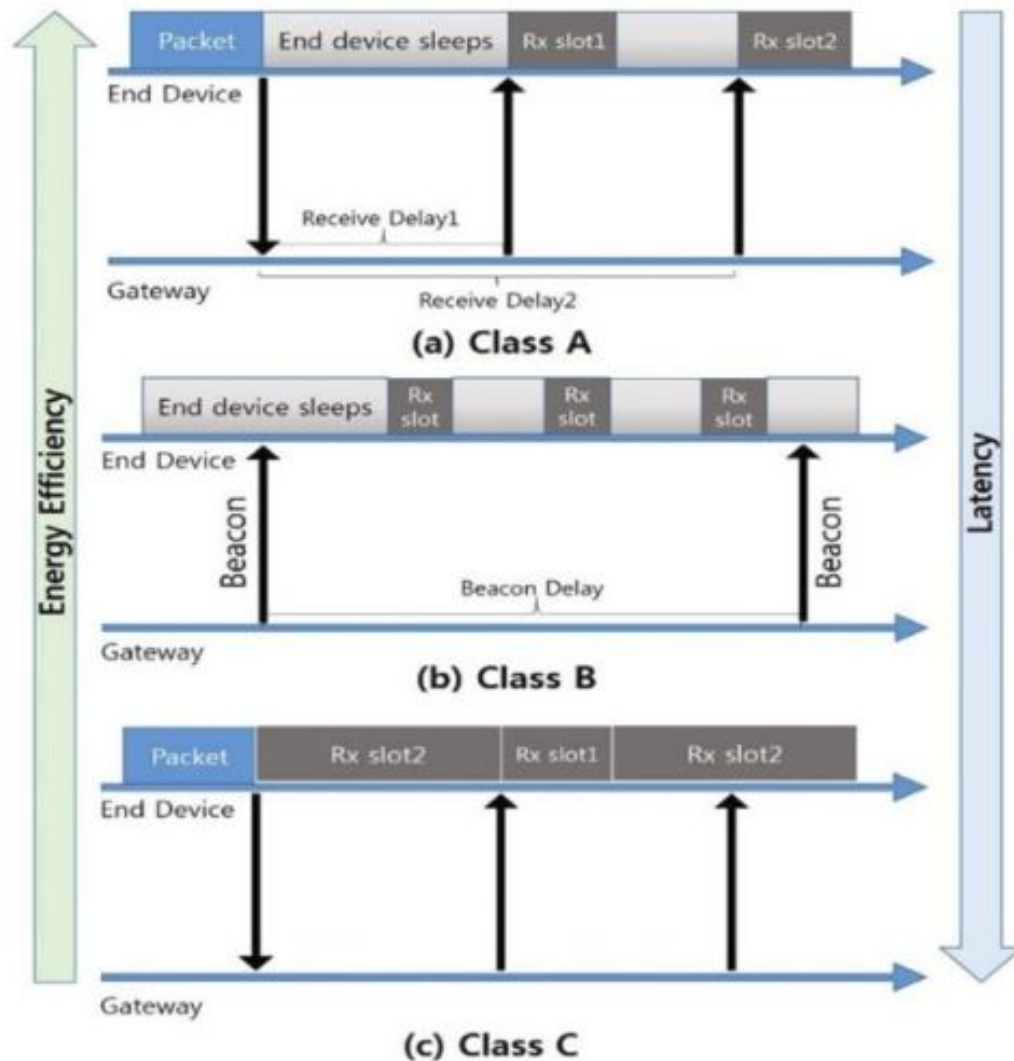 Packet End device sleeps Rx slot1 Rx slot2
End Device
Receive Delay1
Gateway
Receive Delay2
(a) Class A
End device sleeps Rx slot Rx slot Rx slot
End Device
Beacon Beacon
Beacon Delay
Gateway
(b) Class B
Packet Rx slot2 Rx slot1 Rx slot2
End Device
Gateway
(c) Class C
Energy Efficiency
Latency